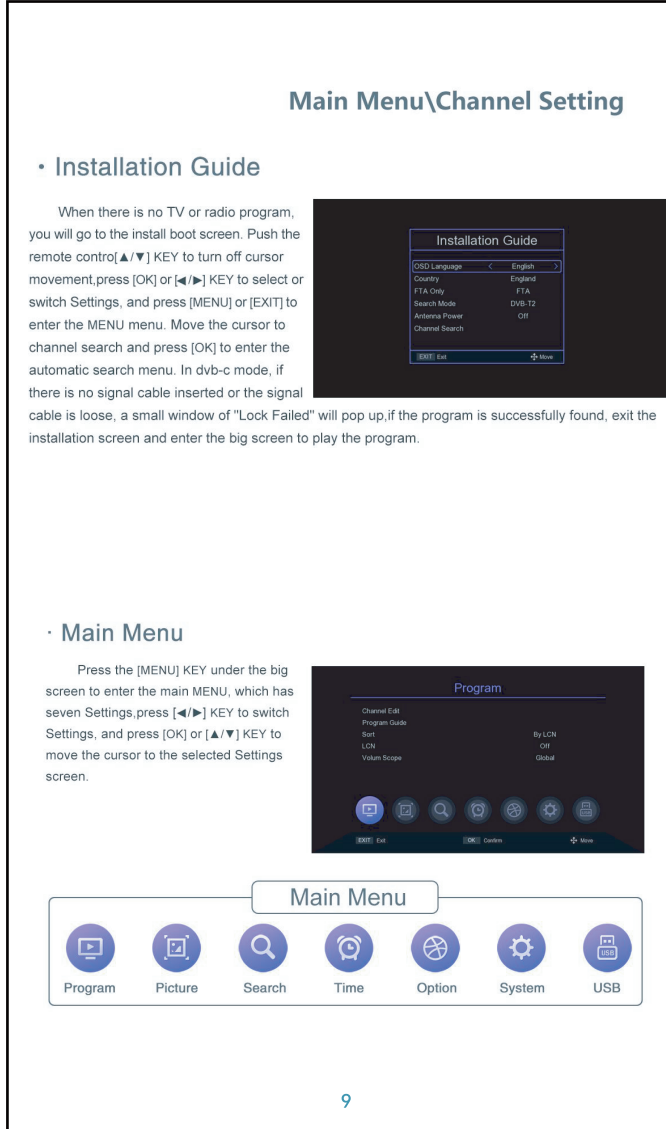 Main Menu\Channel Setting
· Installation Guide
When there is no TV or radio program,
you will go to the install boot screen. Push the
remote contro[▲/▼] KEY to turn off cursor
movement,press [OK] or [◀/▶] KEY to select or
switch Settings, and press [MENU] or [EXIT] to
enter the MENU menu. Move the cursor to
channel search and press [OK] to enter the
automatic search menu. In dvb-c mode, if
there is no signal cable inserted or the signal
cable is loose, a small window of "Lock Failed" will pop up,if the program is successfully found, exit the
installation screen and enter the big screen to play the program.
Installation Guide
OSD Language < English >
Country England
FTA Only FTA
Search Mode DVB-T2
Antenna Power Off
Channel Search
EXIT Exit Move
· Main Menu
Press the [MENU] KEY under the big
screen to enter the main MENU, which has
seven Settings,press [◀/▶] KEY to switch
Settings, and press [OK] or [▲/▼] KEY to
move the cursor to the selected Settings
screen.
Program
Channel Edit
Program Guide
Sort By LCN
LCN Off
Volum Scope Global
USB
EXIT Exit OK Confirm Move
Main Menu
USB
Program Picture Search Time Option System USB
9